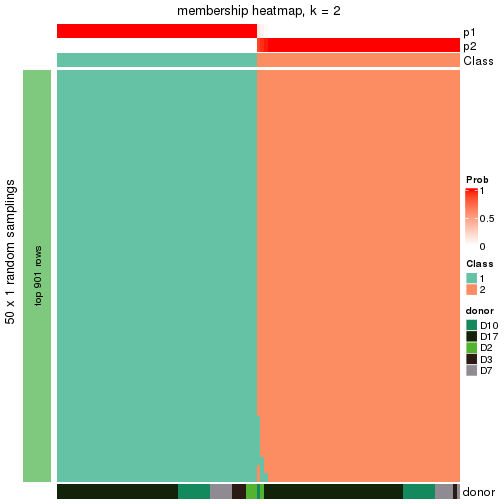 membership heatmap, k = 2
p1
p2
Class
50 x 1 random samplings
top 901 rows
Prob
1
0.5
0
Class
1
2
donor
D10
D17
D2
D3
D7
donor